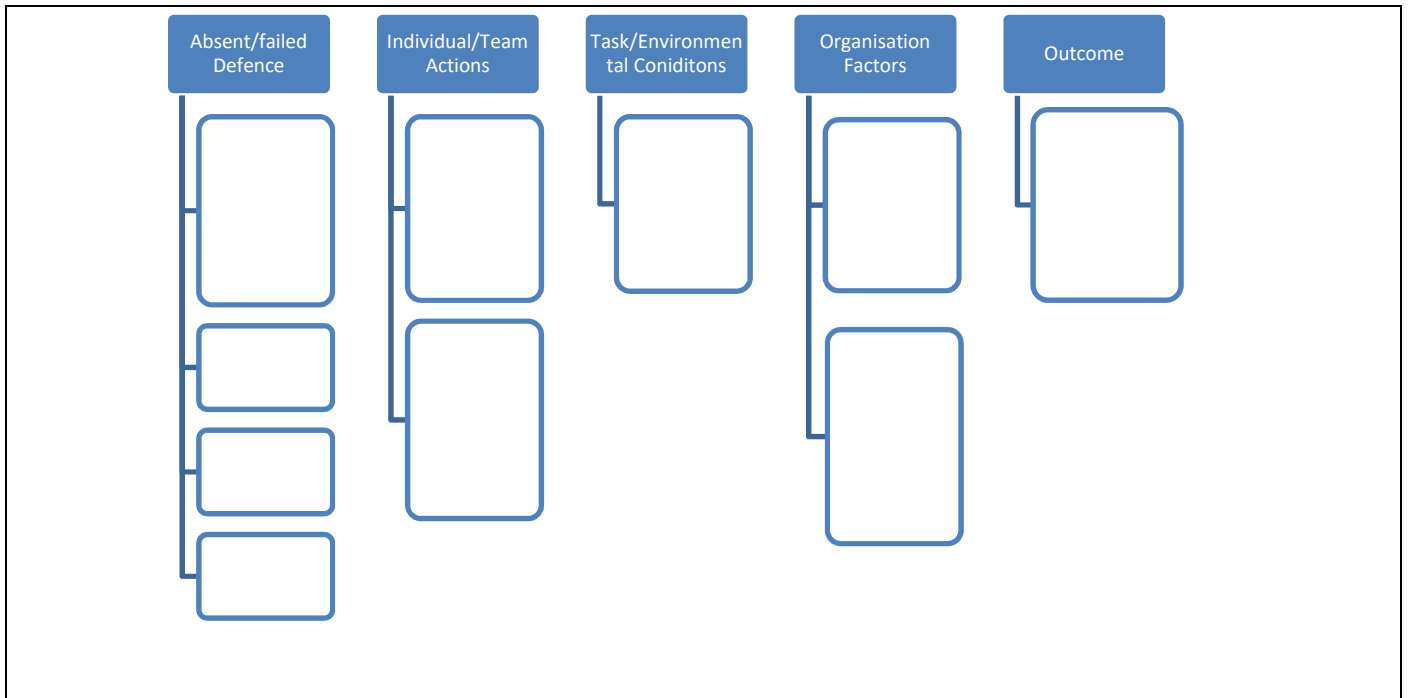 Absent/failed
Defence
Individual/Team
Actions
Task/Environmen
tal Coniditons
Organisation
Factors
Outcome